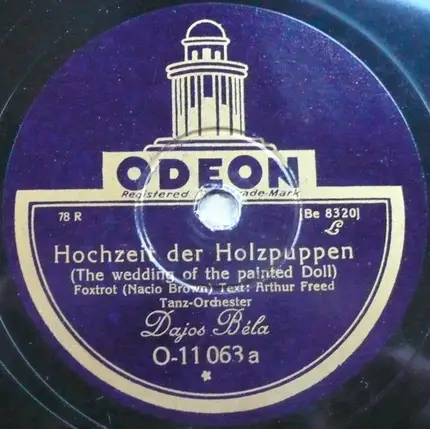 ODEON
Registered Trade-Mark
78 R
[Be 8320]
L
Hochzeit der Holzpuppen
(The wedding of the painted Doll)
Foxtrot (Nacio Brown) Text: Arthur Freed
Tanz-Orchester
Dajos Béla
O-11 063 a
*